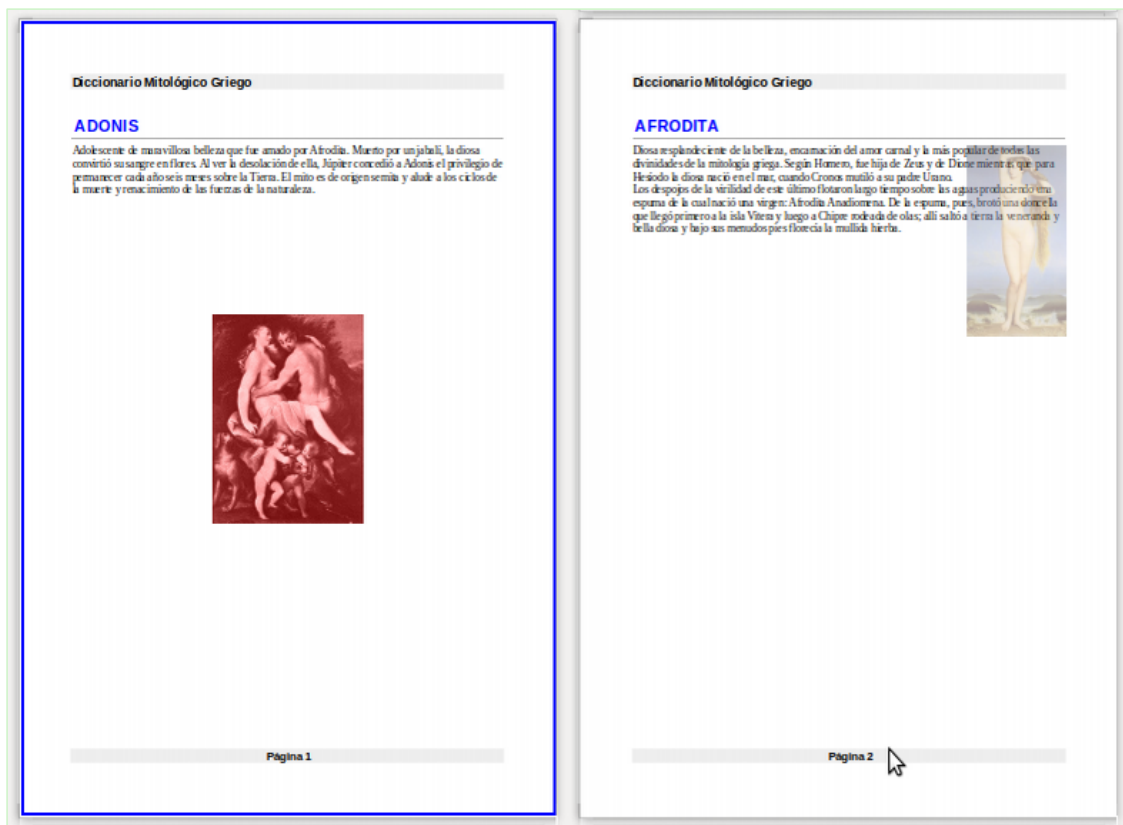 Diccionario Mitológico Griego
ADONIS
Adolescente de maravillosa belleza que fue amado por Afrodita. Muerto por un jabalí, la diosa
convirtió su sangre en flores. Al ver la desolación de ella, Júpiter concedió a Adonis el privilegio de
permanecer cada año seis meses sobre la Tierra. El mito es de origen semita y alude a los ciclos de
la muerte y renacimiento de las fuerzas de la naturaleza.
Página 1
Diccionario Mitológico Griego
AFRODITA
Diosa resplandeciente de la belleza, encarnación del amor carnal y la más popular de todas las
divinidades de la mitología griega. Según Homero, fue hija de Zeus y de Dione mientras que para
Hesíodo la diosa nació en el mar, cuando Cronos mutiló a su padre Urano.
Los despojos de la virilidad de este último flotaron largo tiempo sobre las aguas produciendo una
espuma de la cual nació una virgen: Afrodita Anadiomena. De la espuma, pues, brotó una doncella
que llegó primero a la isla Vitera y luego a Chipre rodeada de olas; allí saltó a tierra la veneranda y
bella diosa y bajo sus menudos pies florecía la mullida hierba.
Página 2